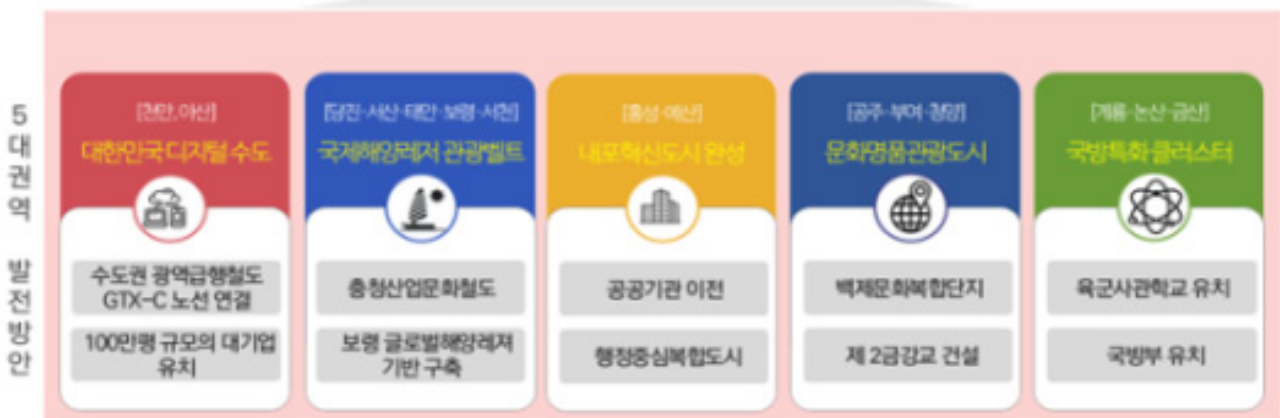 5대권역 발전방안
[천안, 아산]
대한민국 디지털 수도
수도권 광역급행철도
GTX-C 노선 연결
100만평 규모의 대기업
유치
[당진·서산·태안·보령·서천]
국제해양레저 관광벨트
충청산업문화철도
보령 글로벌해양레져
기반 구축
[홍성·예산]
내포혁신도시 완성
공공기관 이전
행정중심복합도시
[공주·부여·청양]
문화명품관광도시
백제문화복합단지
제 2금강교 건설
[계룡·논산·금산]
국방특화 클러스터
육군사관학교 유치
국방부 유치